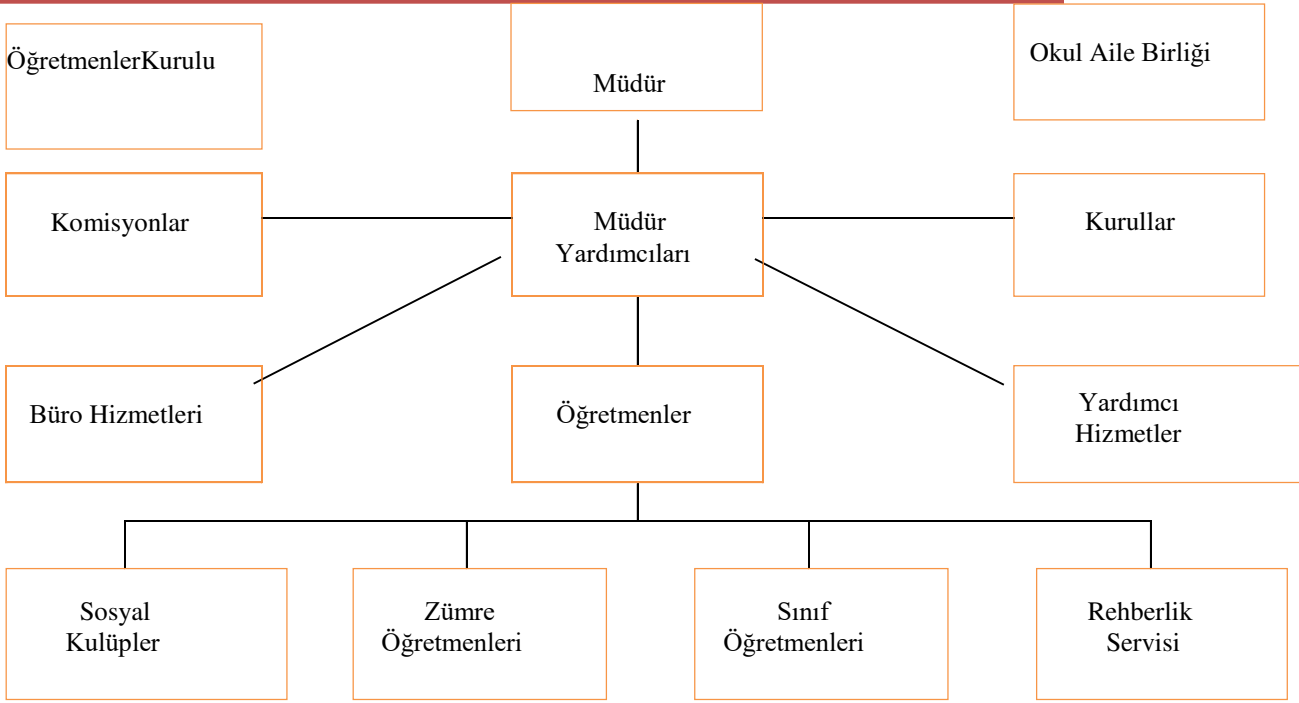 ÖğretmenlerKurulu
Müdür
Okul Aile Birliği
Komisyonlar
Müdür
Yardımcıları
Kurullar
Büro Hizmetleri
Öğretmenler
Yardımcı
Hizmetler
Sosyal
Kulüpler
Zümre
Öğretmenleri
Sınıf
Öğretmenleri
Rehberlik
Servisi